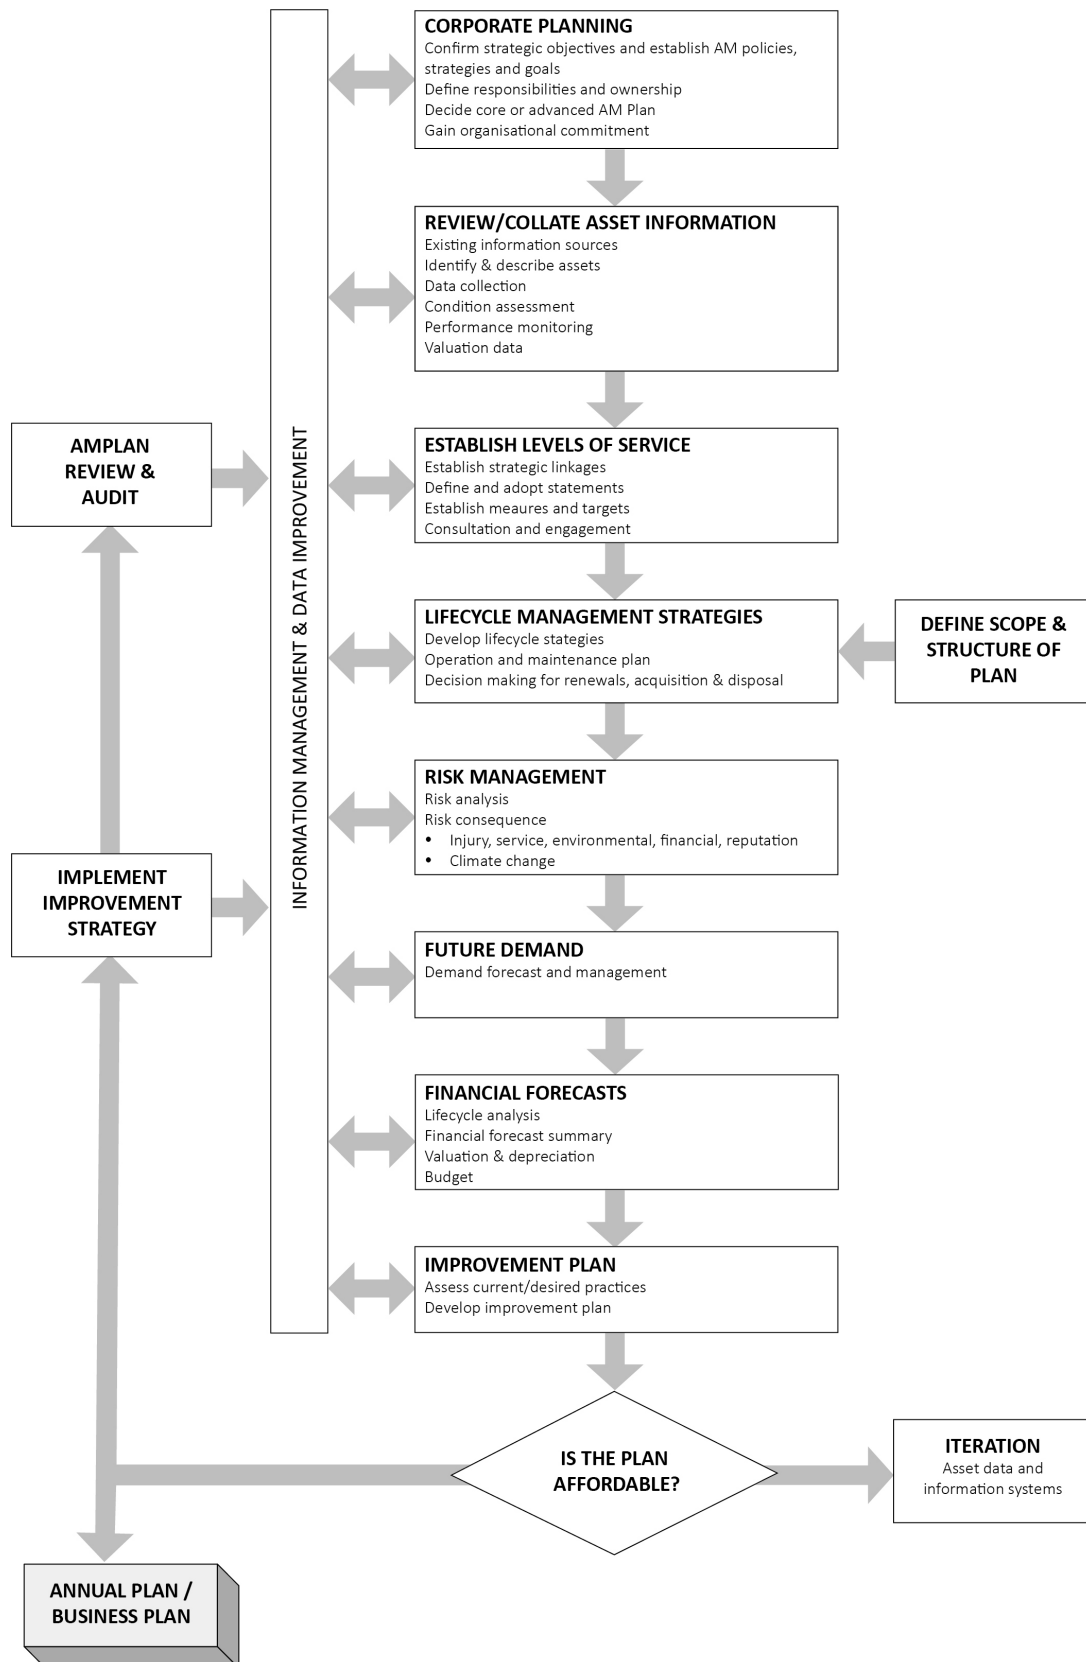 CORPORATE PLANNING
Confirm strategic objectives and establish AM policies,
strategies and goals
Define responsibilities and ownership
Decide core or advanced AM Plan
Gain organisational commitment
REVIEW/COLLATE ASSET INFORMATION
Existing information sources
Identify & describe assets
Data collection
Condition assessment
Performance monitoring
Valuation data
AMPLAN
REVIEW &
AUDIT
INFORMATION MANAGEMENT & DATA IMPROVEMENT
ESTABLISH LEVELS OF SERVICE
Establish strategic linkages
Define and adopt statements
Establish meaures and targets
Consultation and engagement
LIFECYCLE MANAGEMENT STRATEGIES
Develop lifecycle stategies
Operation and maintenance plan
Decision making for renewals, acquisition & disposal
DEFINE SCOPE &
STRUCTURE OF
PLAN
RISK MANAGEMENT
Risk analysis
Risk consequence
• Injury, service, environmental, financial, reputation
• Climate change
IMPLEMENT
IMPROVEMENT
STRATEGY
FUTURE DEMAND
Demand forecast and management
FINANCIAL FORECASTS
Lifecycle analysis
Financial forecast summary
Valuation & depreciation
Budget
IMPROVEMENT PLAN
Assess current/desired practices
Develop improvement plan
IS THE PLAN
AFFORDABLE?
ITERATION
Asset data and
information systems
ANNUAL PLAN /
BUSINESS PLAN